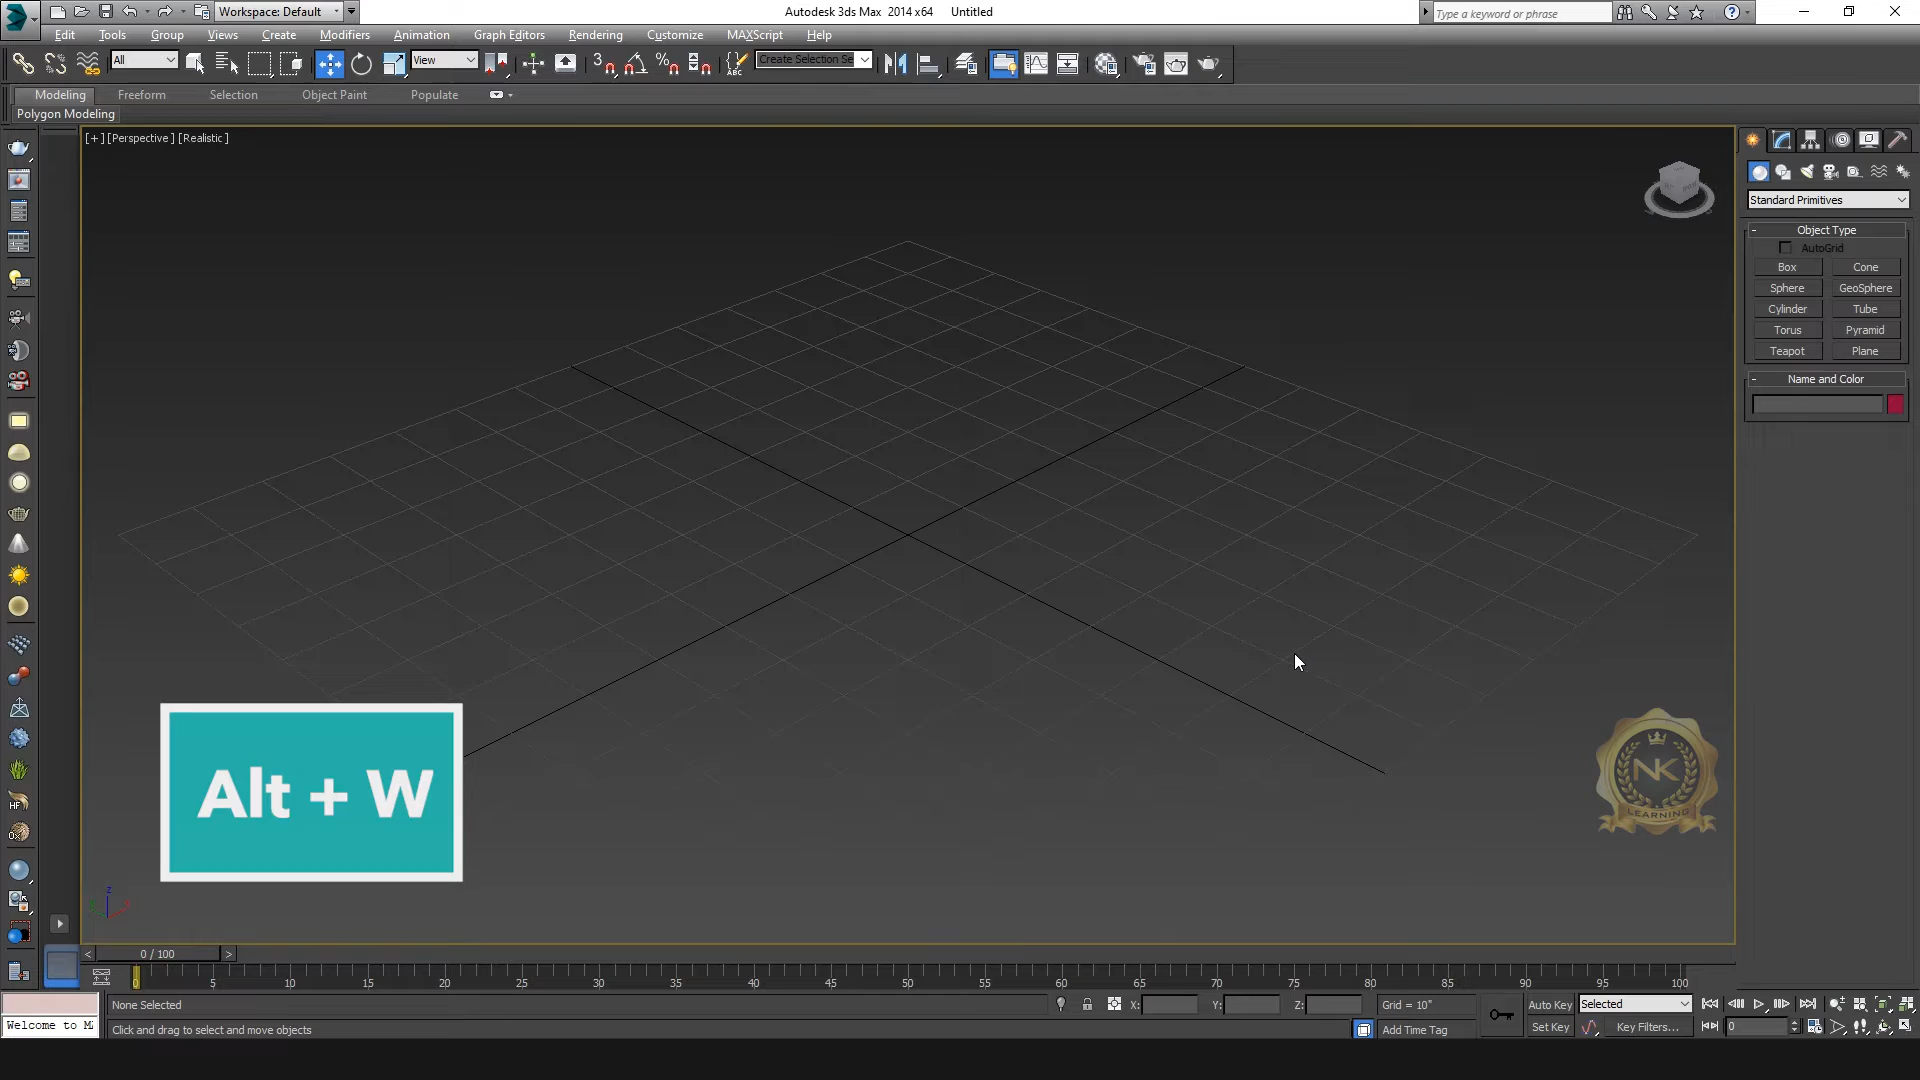 Workspace: Default
Autodesk 3ds Max 2014 x64 Untitled
Type a keyword or phrase
Edit Tools Group Views Create Modifiers Animation Graph Editors Rendering Customize MAXScript Help
All
View
3
ABC
Create Selection Se
Modeling Freeform Selection Object Paint Populate
Polygon Modeling
[+] [Perspective] [Realistic]
Standard Primitives
- Object Type
AutoGrid
Box Cone
Sphere GeoSphere
Cylinder Tube
Torus Pyramid
Teapot Plane
- Name and Color
HF
Alt + W
NK
LEARNING
z
< 0 / 100 >
0 5 10 15 20 25 30 35 40 45 50 55 60 65 70 75 80 85 90 95 100
None Selected
X: Y: Z: Grid = 10"
Auto Key Selected
Welcome to M
Click and drag to select and move objects
Add Time Tag
Set Key Key Filters...
0